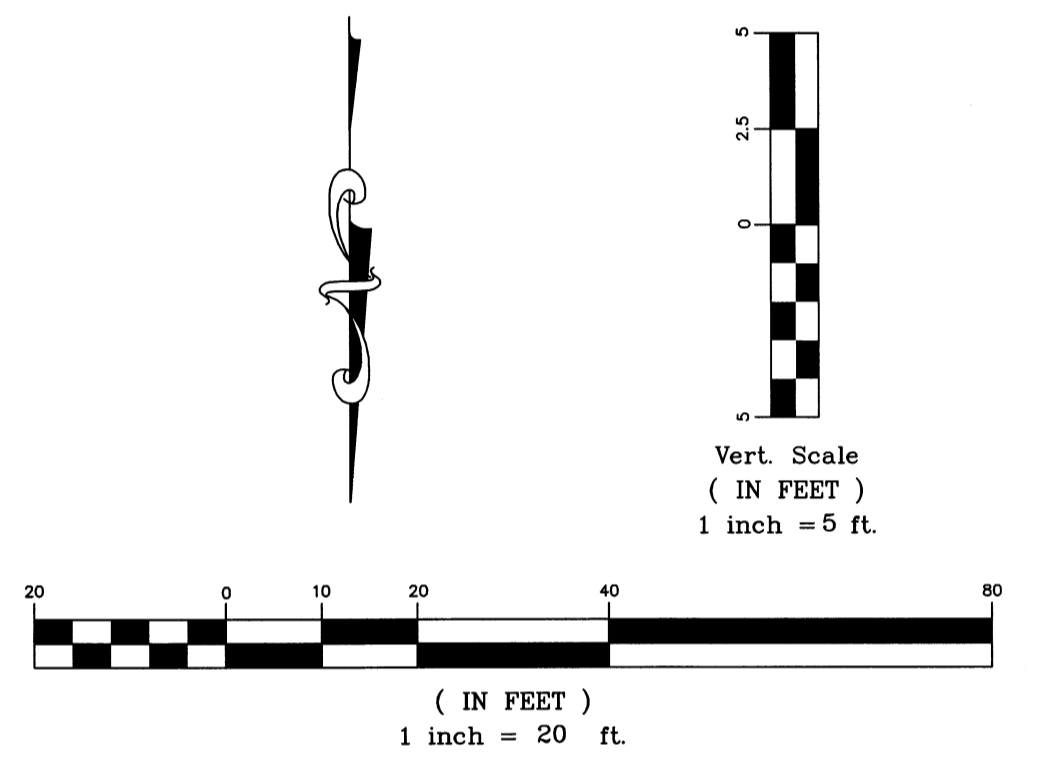 5
2.5
0
5
Vert. Scale
( IN FEET )
1 inch =5 ft.
20 0 10 20 40 80
( IN FEET )
1 inch = 20 ft.